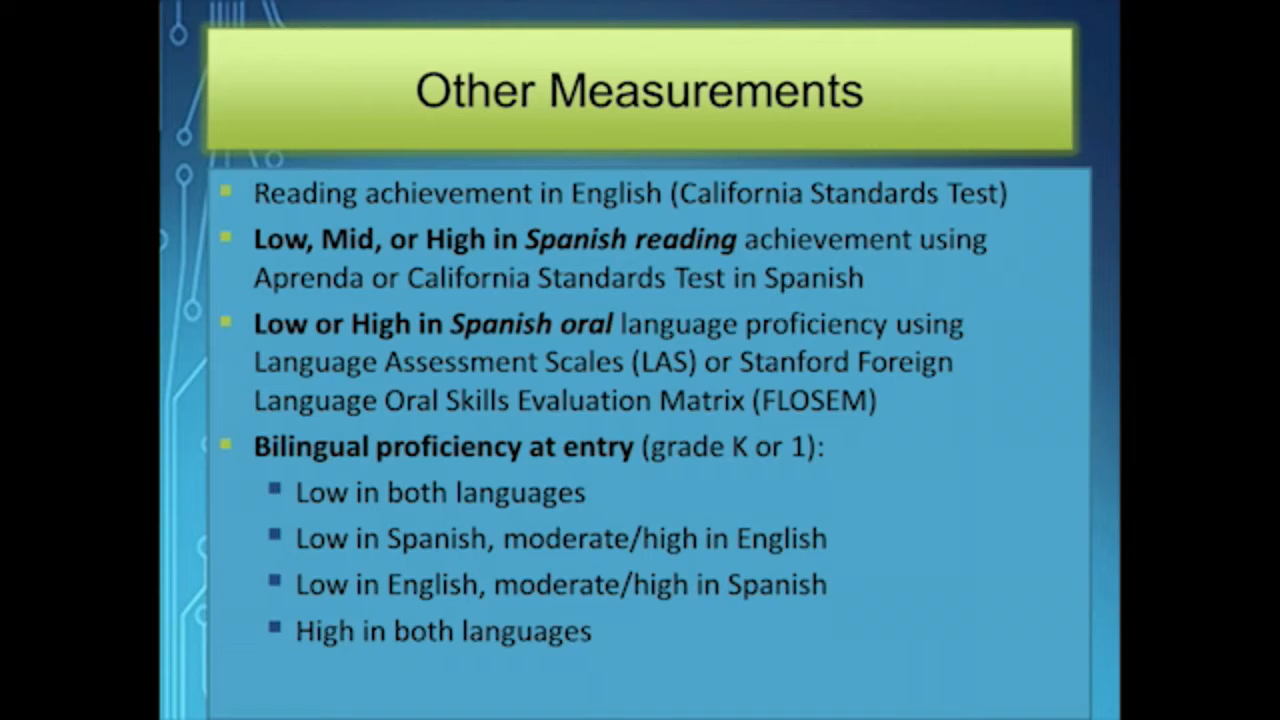 Other Measurements
Reading achievement in English (California Standards Test)
Low, Mid, or High in Spanish reading achievement using
Aprenda or California Standards Test in Spanish
Low or High in Spanish oral language proficiency using
Language Assessment Scales (LAS) or Stanford Foreign
Language Oral Skills Evaluation Matrix (FLOSEM)
Bilingual proficiency at entry (grade K or 1):
Low in both languages
Low in Spanish, moderate/high in English
Low in English, moderate/high in Spanish
High in both languages